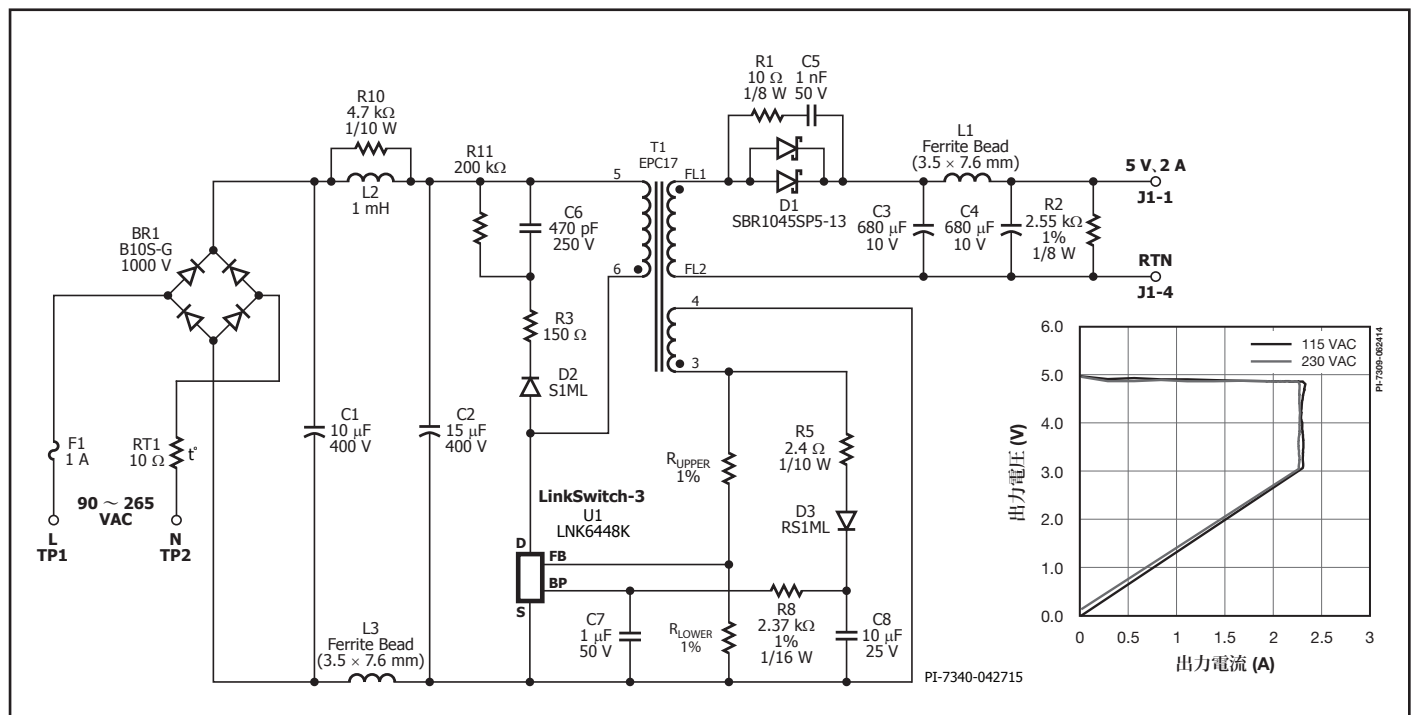 R10
4.7 kΩ
1/10 W
L2
1 mH
R11
200 kΩ
C6
470 pF
250 V
R3
150 Ω
D2
S1ML
BR1
B10S-G
1000 V
F1
1 A
RT1
10 Ω
t°
90 ～ 265
VAC
L
TP1
N
TP2
C1
10 µF
400 V
C2
15 µF
400 V
L3
Ferrite Bead
(3.5 × 7.6 mm)
LinkSwitch-3
U1
LNK6448K
D
FB
BP
S
T1
EPC17
5
6
FL1
FL2
4
3
R1
10 Ω
1/8 W
C5
1 nF
50 V
D1
SBR1045SP5-13
L1
Ferrite Bead
(3.5 × 7.6 mm)
C3
680 µF
10 V
C4
680 µF
10 V
R2
2.55 kΩ
1%
1/8 W
5 V、2 A
J1-1
RTN
J1-4
RUPPER
1%
RLOWER
1%
R5
2.4 Ω
1/10 W
D3
RS1ML
R8
2.37 kΩ
1%
1/16 W
C7
1 µF
50 V
C8
10 µF
25 V
PI-7340-042715
6.0
5.0
4.0
3.0
2.0
1.0
0.0
出力電圧 (V)
115 VAC
230 VAC
PI-7309-062414
0
0.5
1
1.5
2
2.5
3
出力電流 (A)